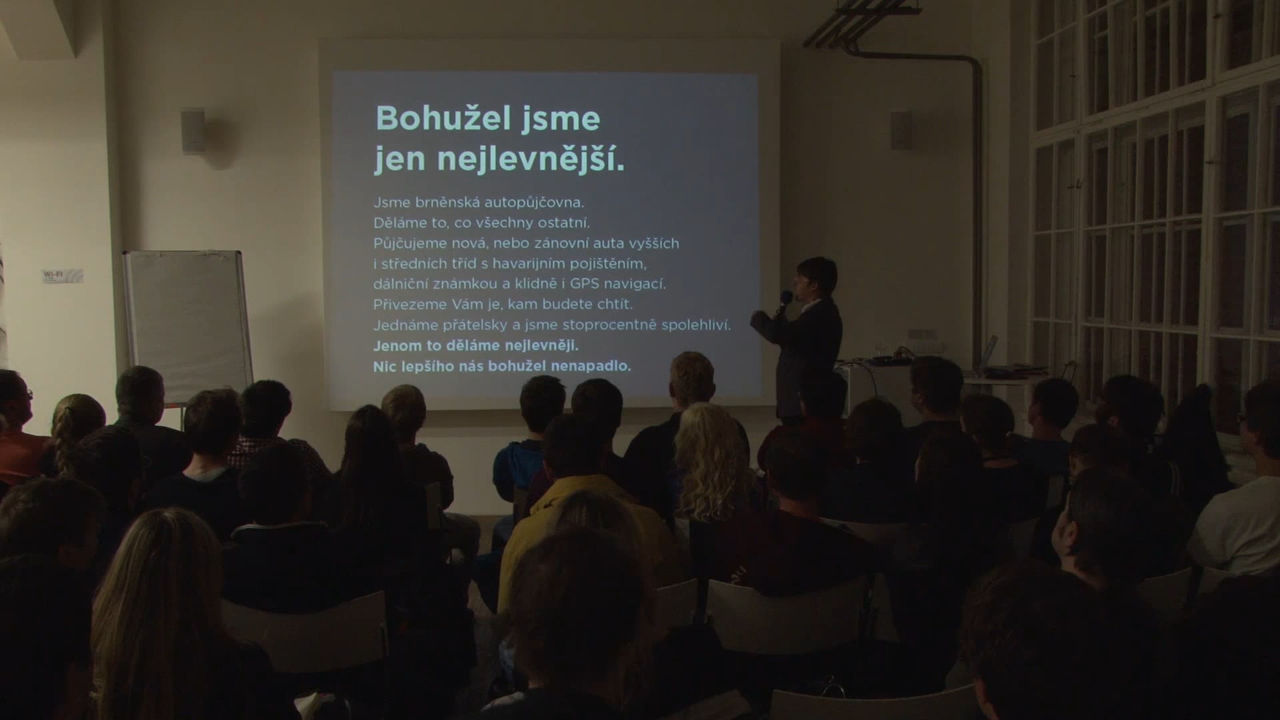 Bohužel jsme
jen nejlevnější.
Jsme brněnská autopůjčovna.
Děláme to, co všechny ostatní.
Půjčujeme nová, nebo zánovní auta vyšších
i středních tříd s havarijním pojištěním,
dálniční známkou a klidně i GPS navigací.
Přivezeme Vám je, kam budete chtít.
Jednáme přátelsky a jsme stoprocentně spolehliví.
Jenom to děláme nejlevněji.
Nic lepšího nás bohužel nenapadlo.
WI-FI